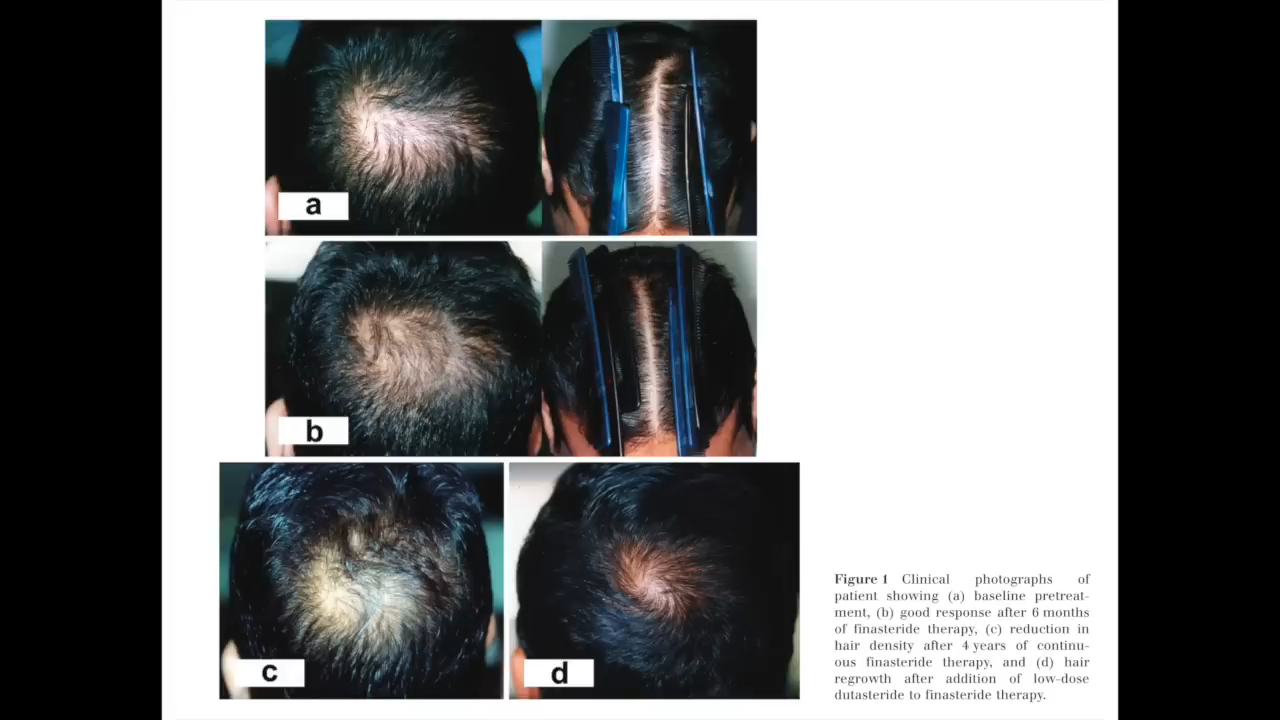 a
b
c
d
Figure 1 Clinical photographs of
patient showing (a) baseline pretreat-
ment, (b) good response after 6 months
of finasteride therapy, (c) reduction in
hair density after 4 years of continu-
ous finasteride therapy, and (d) hair
regrowth after addition of low-dose
dutasteride to finasteride therapy.